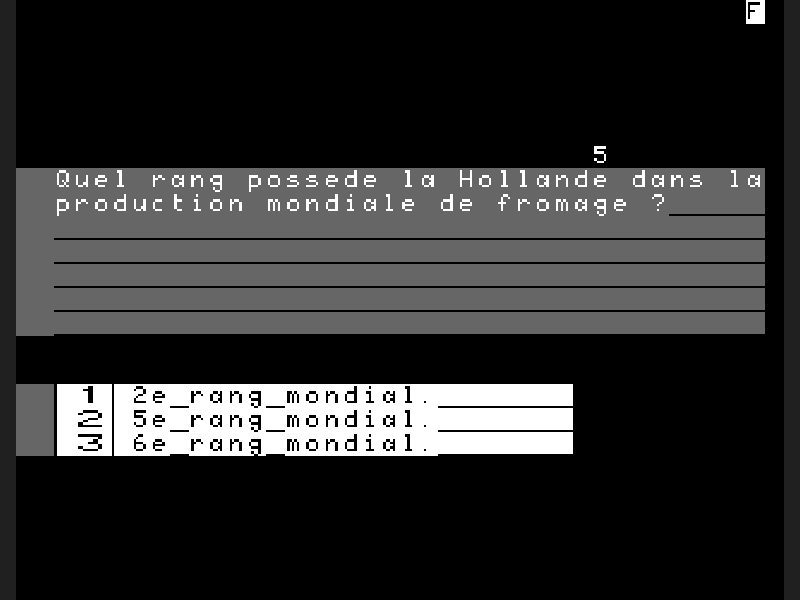 F
5
Quel rang possede la Hollande dans la
production mondiale de fromage ?
1 2e_rang_mondial.
2 5e_rang_mondial.
3 6e_rang_mondial.